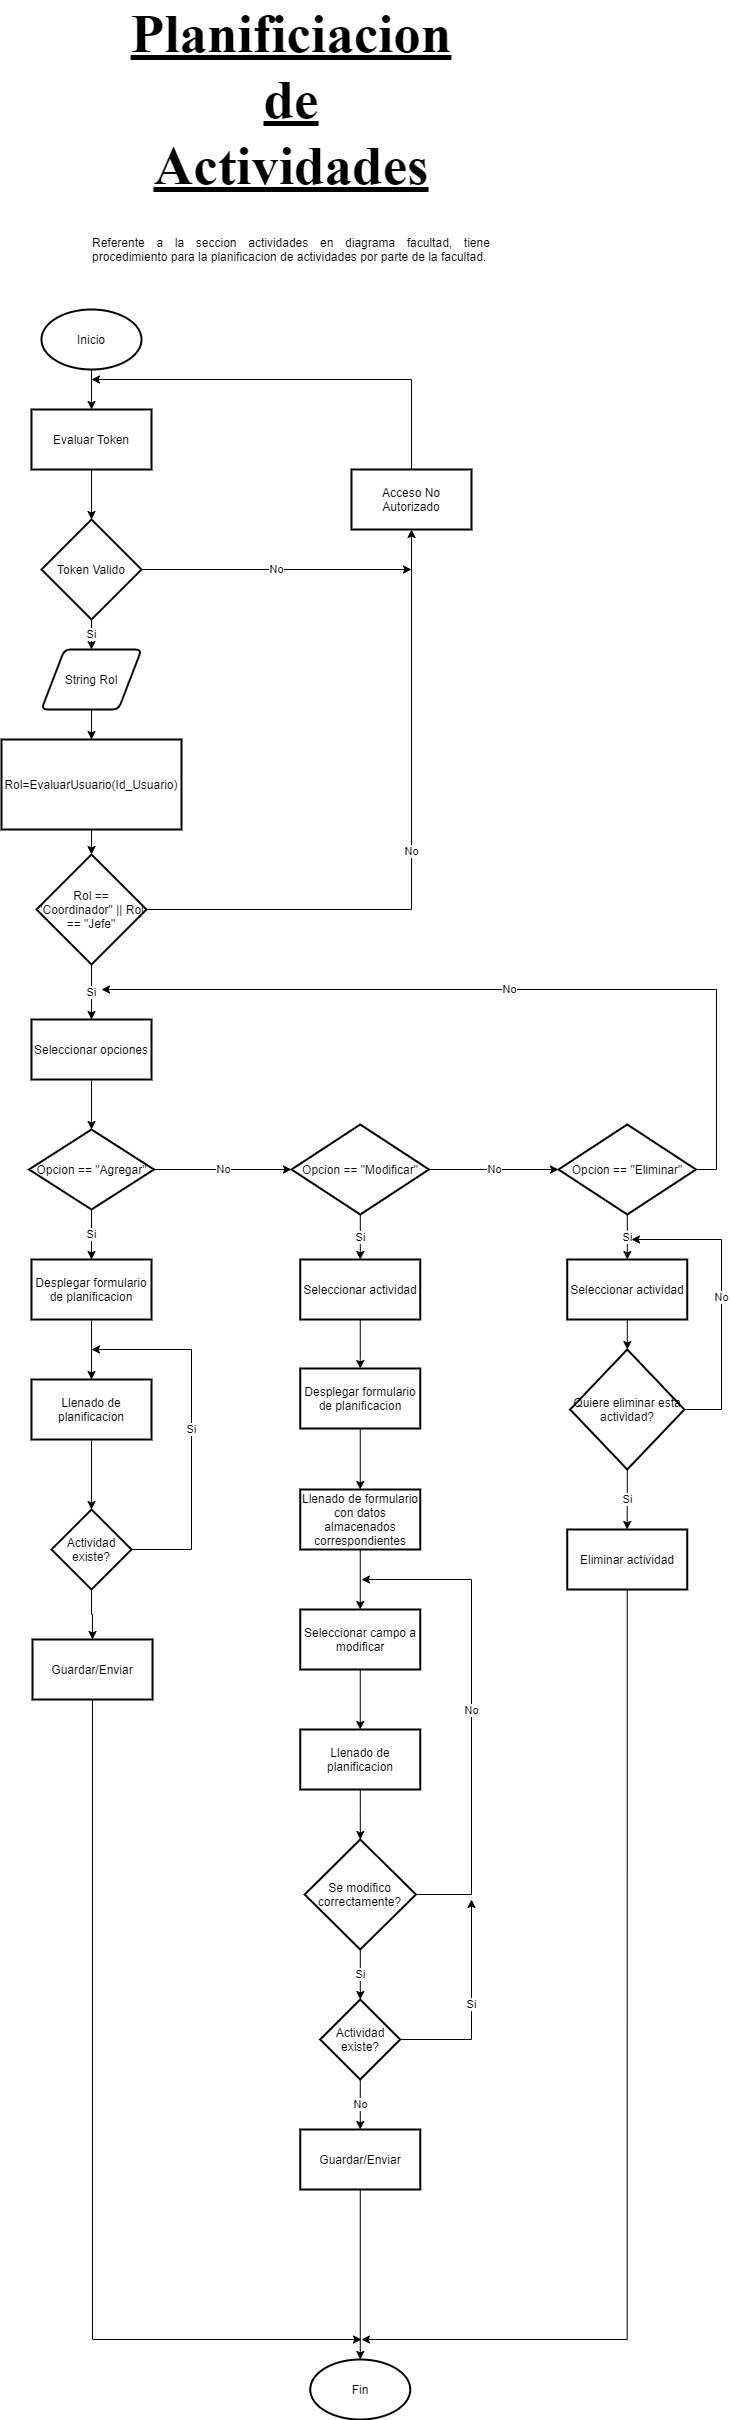 Planificiacion
de
Actividades
Referente a la seccion actividades en diagrama facultad, tiene
procedimiento para la planificacion de actividades por parte de la facultad.
Inicio
Evaluar Token
Acceso No
Autorizado
Token Valido
No
Si
String Rol
Rol=EvaluarUsuario(Id_Usuario)
No
Rol ==
"Coordinador" || Rol
== "Jefe"
Si
No
Seleccionar opciones
Opcion == "Agregar"
No
Opcion == "Modificar"
No
Opcion == "Eliminar"
Si
Si
Si
Desplegar formulario
de planificacion
Seleccionar actividad
Seleccionar actividad
No
Llenado de
planificacion
Si
Desplegar formulario
de planificacion
Quiere eliminar esta
actividad?
Si
Llenado de formulario
con datos
almacenados
correspondientes
Actividad
existe?
Eliminar actividad
Guardar/Enviar
Seleccionar campo a
modificar
No
Llenado de
planificacion
Se modifico
correctamente?
Si
Si
Actividad
existe?
No
Guardar/Enviar
Fin